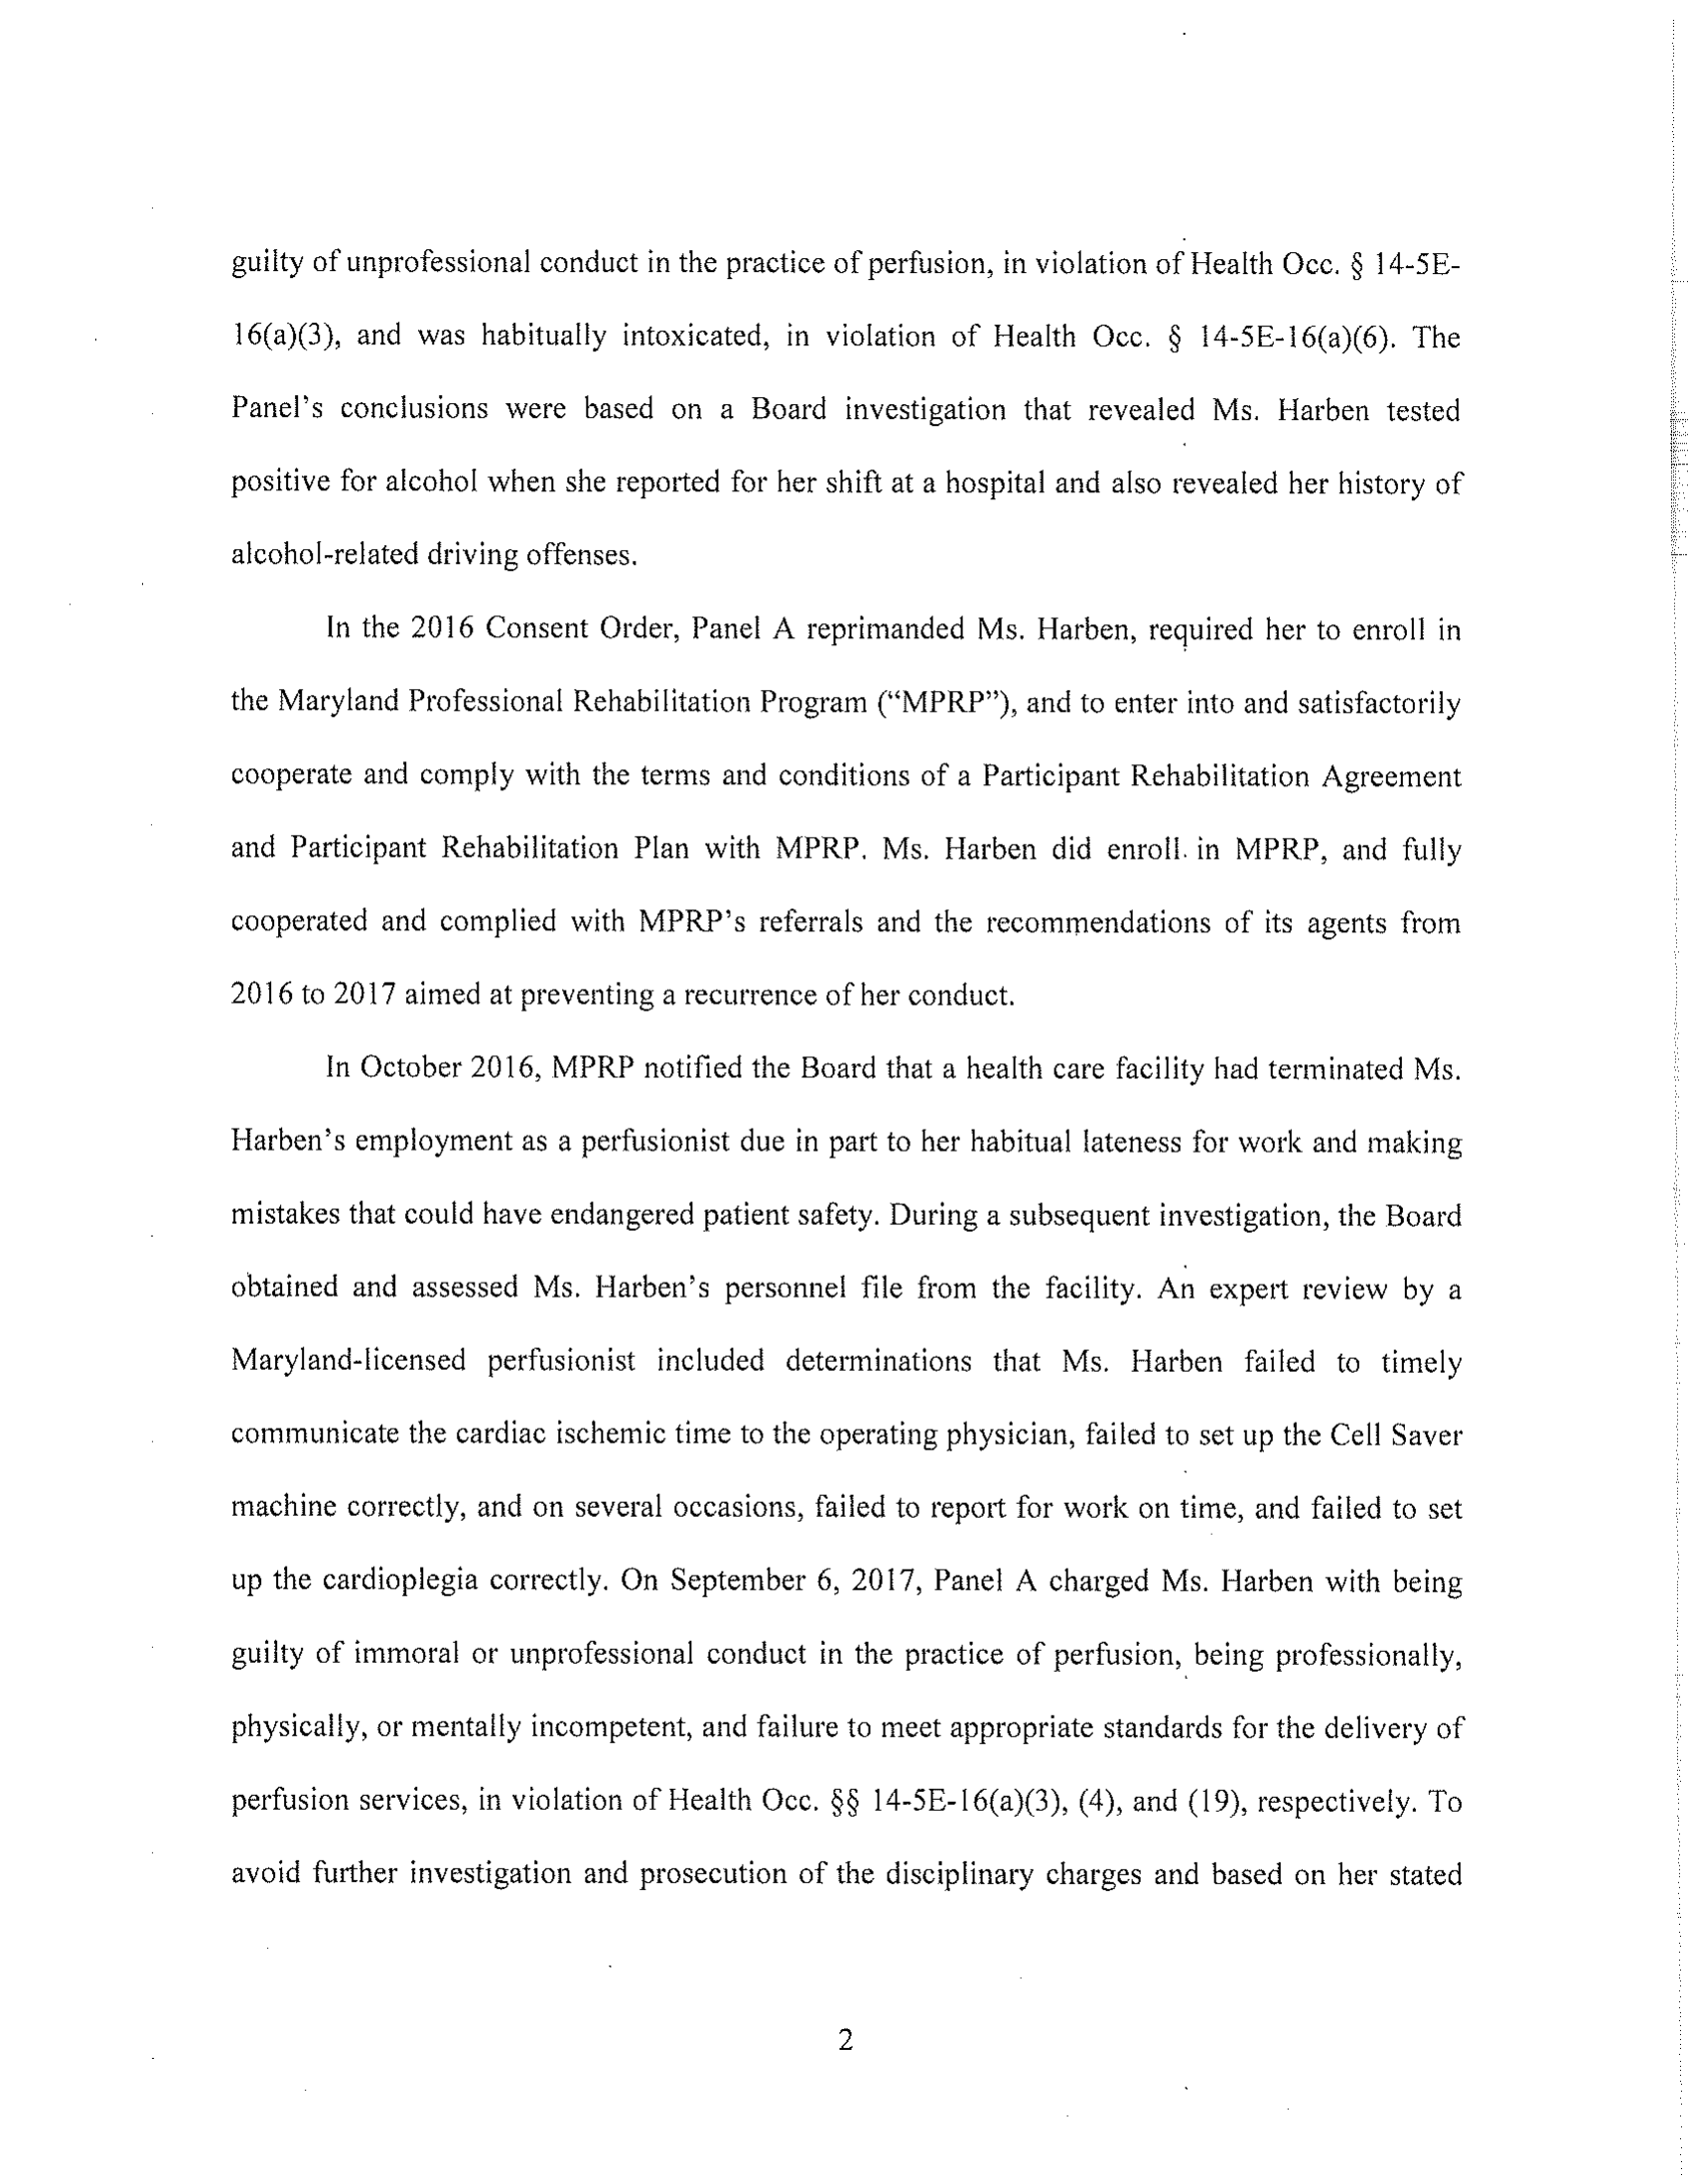 guilty of unprofessional conduct in the practice of perfusion, in violation of Health Occ. § 14-5E-
16(a)(3), and was habitually intoxicated, in violation of Health Occ. § 14-5E-16(a)(6). The
Panel's conclusions were based on a Board investigation that revealed Ms. Harben tested
positive for alcohol when she reported for her shift at a hospital and also revealed her history of
alcohol-related driving offenses.
In the 2016 Consent Order, Panel A reprimanded Ms. Harben, required her to enroll in
the Maryland Professional Rehabilitation Program (“MPRP”), and to enter into and satisfactorily
cooperate and comply with the terms and conditions of a Participant Rehabilitation Agreement
and Participant Rehabilitation Plan with MPRP. Ms. Harben did enroll in MPRP, and fully
cooperated and complied with MPRP's referrals and the recommendations of its agents from
2016 to 2017 aimed at preventing a recurrence of her conduct.
In October 2016, MPRP notified the Board that a health care facility had terminated Ms.
Harben's employment as a perfusionist due in part to her habitual lateness for work and making
mistakes that could have endangered patient safety. During a subsequent investigation, the Board
obtained and assessed Ms. Harben's personnel file from the facility. An expert review by a
Maryland-licensed perfusionist included determinations that Ms. Harben failed to timely
communicate the cardiac ischemic time to the operating physician, failed to set up the Cell Saver
machine correctly, and on several occasions, failed to report for work on time, and failed to set
up the cardioplegia correctly. On September 6, 2017, Panel A charged Ms. Harben with being
guilty of immoral or unprofessional conduct in the practice of perfusion, being professionally,
physically, or mentally incompetent, and failure to meet appropriate standards for the delivery of
perfusion services, in violation of Health Occ. §§ 14-5E-16(a)(3), (4), and (19), respectively. To
avoid further investigation and prosecution of the disciplinary charges and based on her stated
2